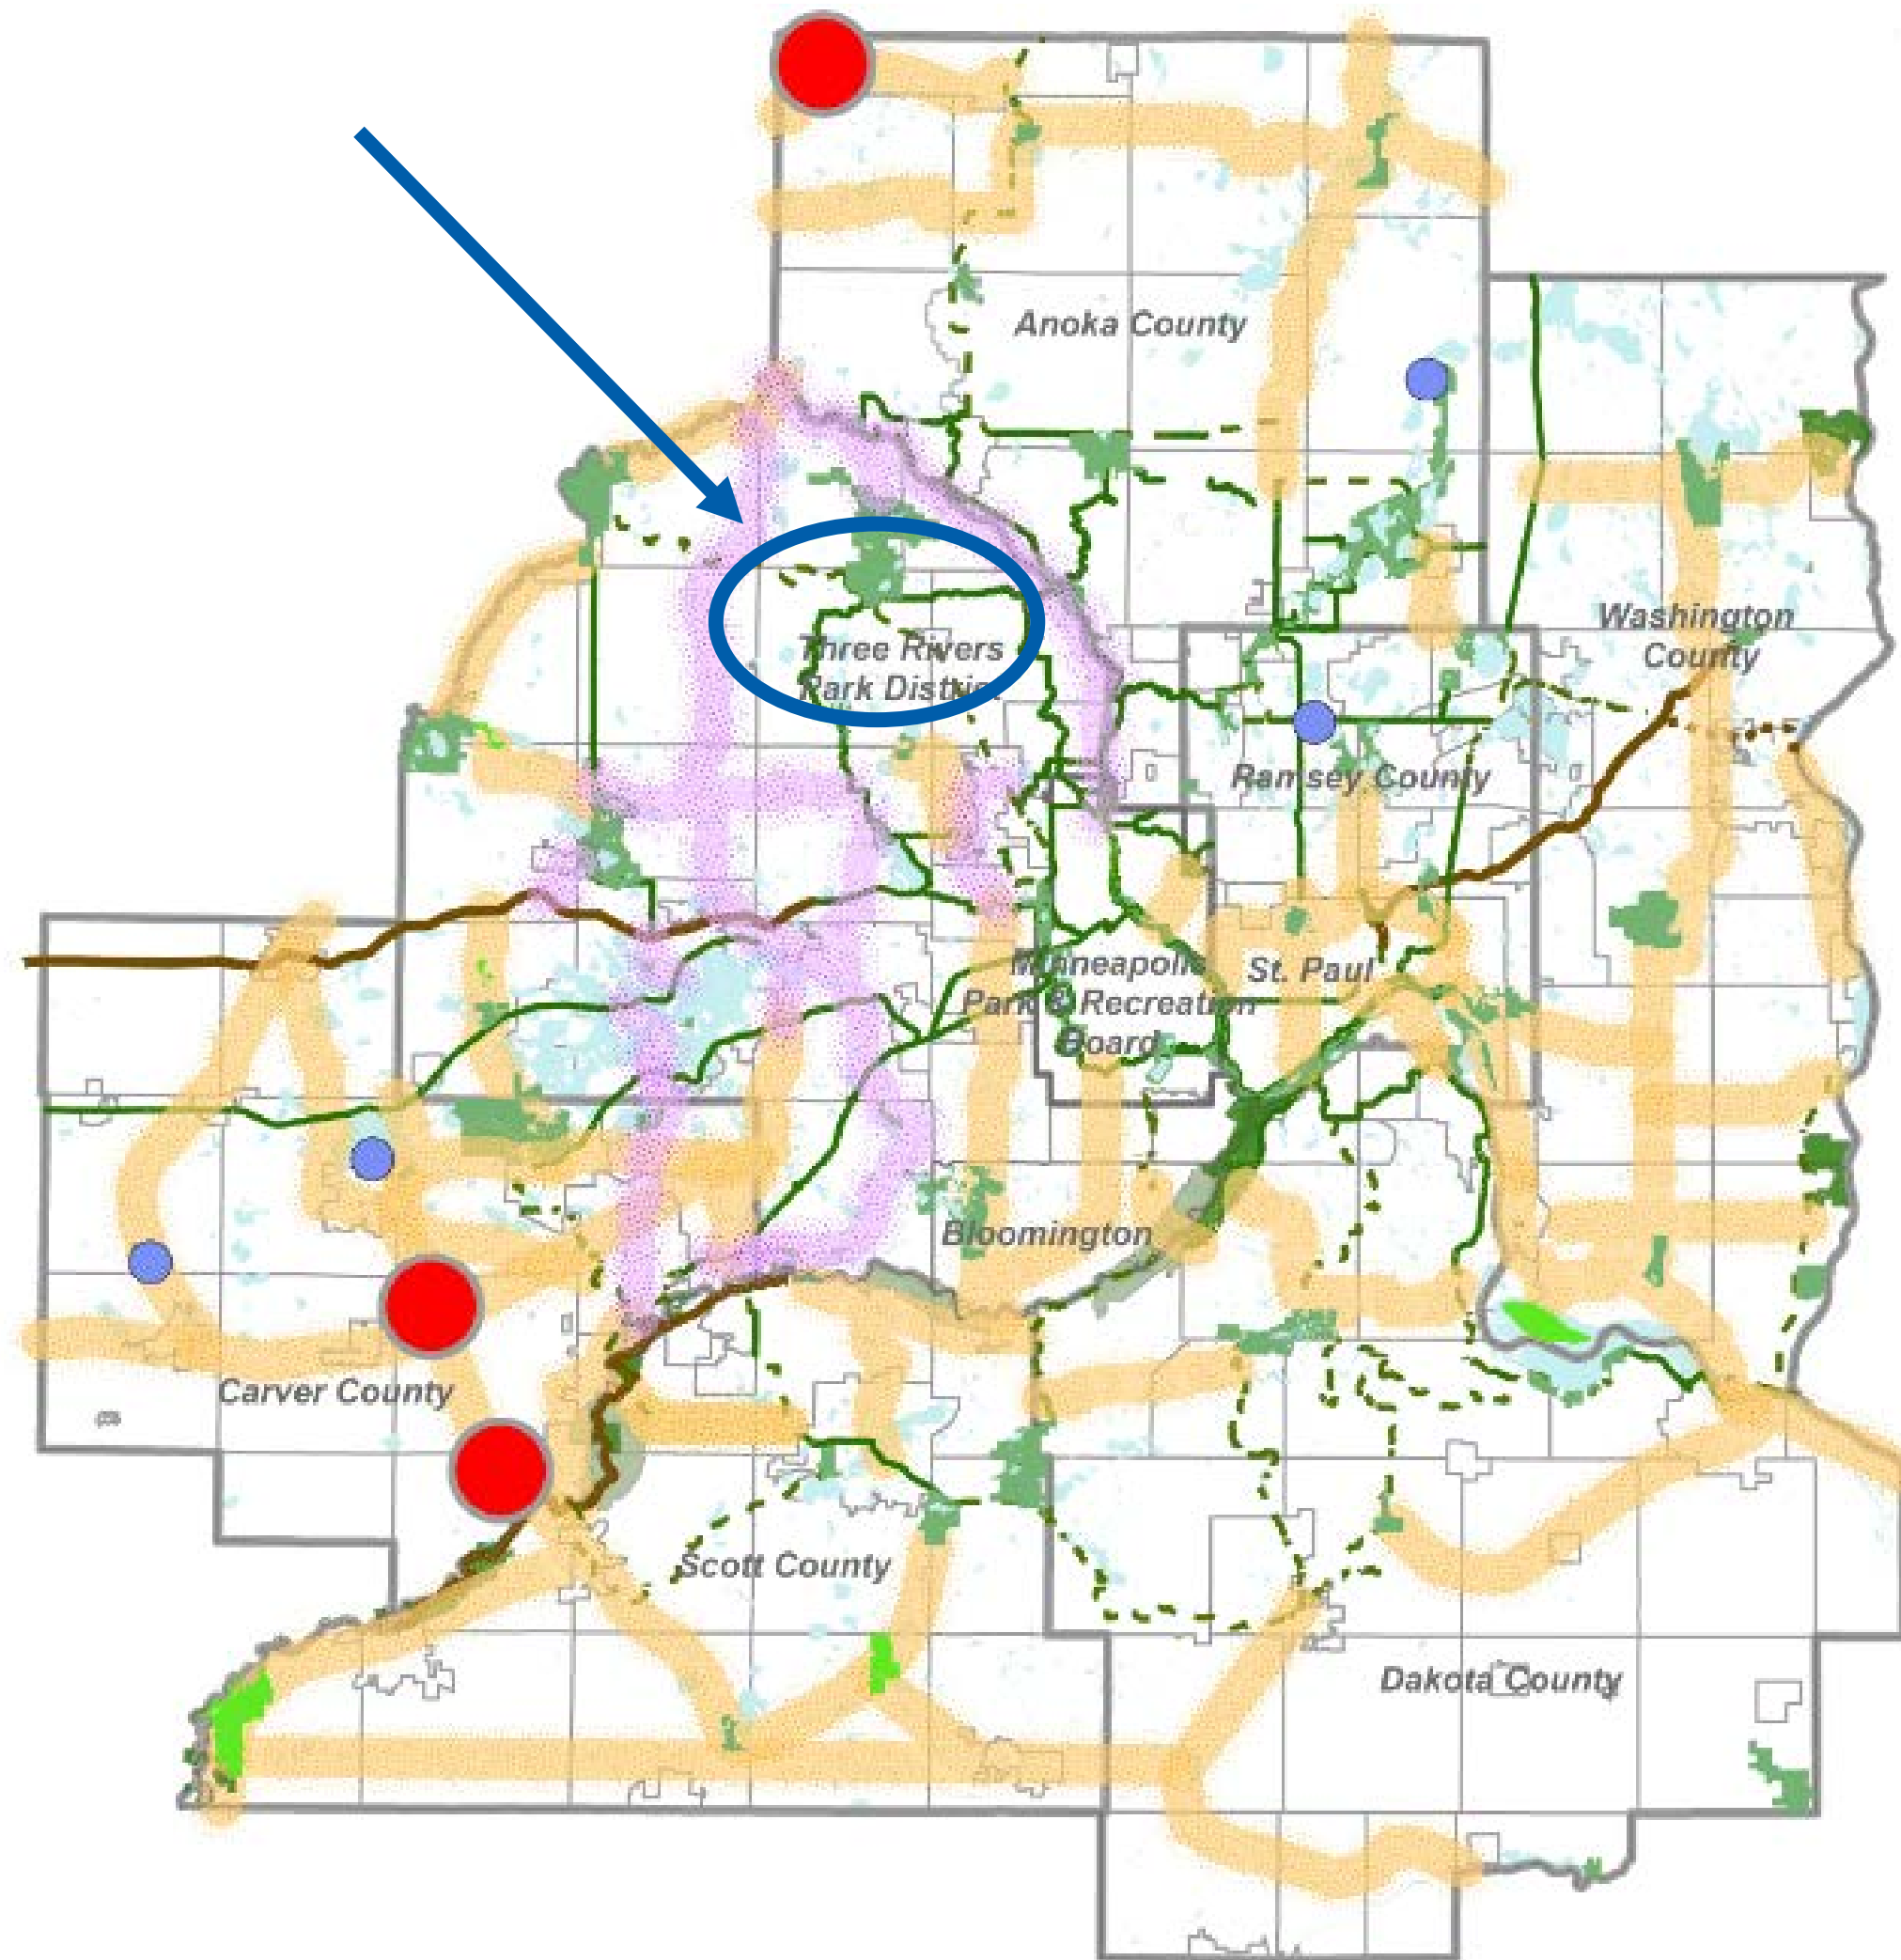 Anoka County
Washington
County
Three Rivers
Park District
Ramsey County
Minneapolis
Park & Recreation
Board
St. Paul
Bloomington
Carver County
Scott County
Dakota County